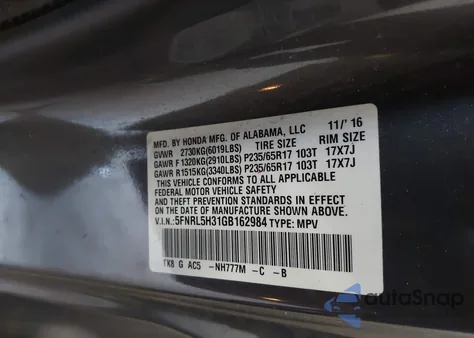 MFD. BY HONDA MFG. OF ALABAMA, LLC 11/'16
GVWR 2730KG(6019LBS) TIRE SIZE RIM SIZE
GAWR F1320KG(2910LBS) P235/65R17 103T 17X7J
GAWR R1515KG(3340LBS) P235/65R17 103T 17X7J
THIS VEHICLE CONFORMS TO ALL APPLICABLE
FEDERAL MOTOR VEHICLE SAFETY
AND THEFT PREVENTION STANDARDS IN EFFECT
ON THE DATE OF MANUFACTURE SHOWN ABOVE.
V.I.N.:5FNRL5H31GB162984 TYPE: MPV
TK8 G AC5 -NH777M -C -B
autoSnap